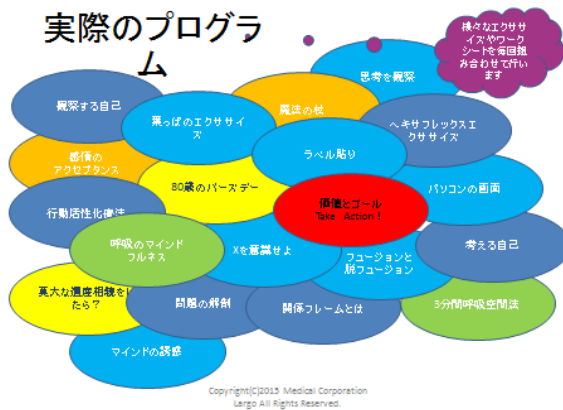 実際のプログラ
ム
様々なエクササ
イズやワーク
シートを毎回組
み合わせて行い
ます
思考を観察
観察する自己
葉っぱのエクササイ
ズ
魔法の杖
ヘキサフレックスエ
クササイズ
感情の
アクセプタンス
ラベル貼り
80歳のバースデー
価値とゴール
Take Action！
パソコンの画面
行動活性化療法
呼吸のマインド
フルネス
Xを意識せよ
フュージョンと
脱フュージョン
考える自己
莫大な遺産相続をし
たら？
問題の解剖
関係フレームとは
3分間呼吸空間法
マインドの誘惑
Copyright(C)2015 Medical Corporation
Largo All Rights Reserved.